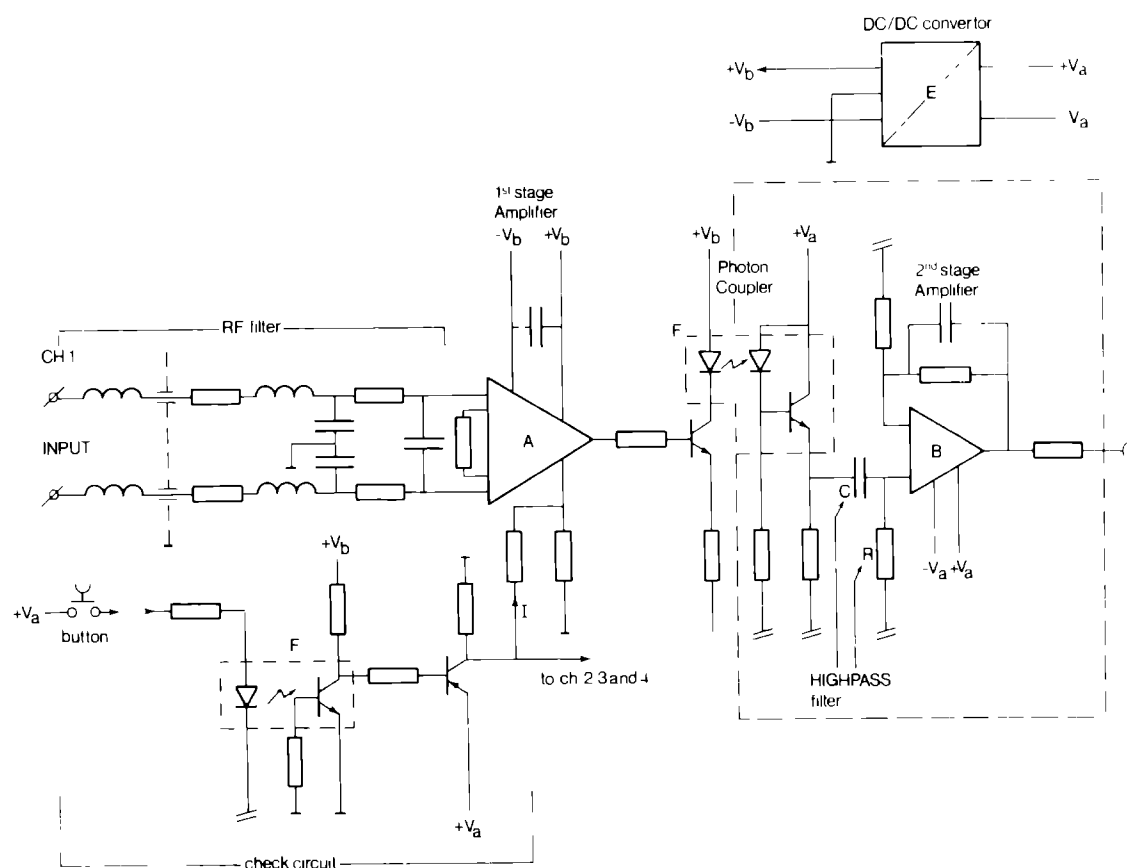 DC/DC convertor
+Vb
E
+Va
-Vb
Va
1st stage
Amplifier
-Vb
+Vb
+Vb
+Va
Photon
Coupler
2nd stage
Amplifier
RF filter
F
CH 1
A
B
INPUT
C
R
-Va
+Va
+Vb
+Va
button
I
F
to ch 2 3 and 4
HIGHPASS
filter
+Va
check circuit